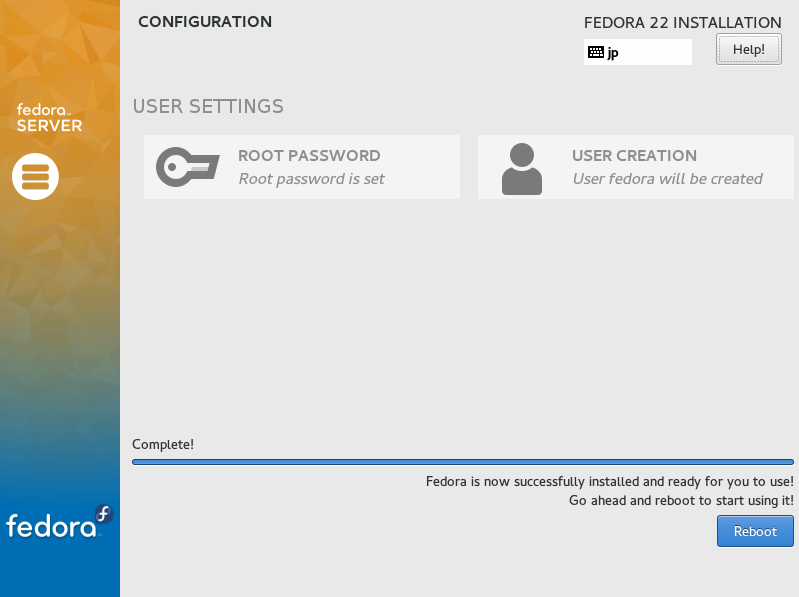 CONFIGURATION
FEDORA 22 INSTALLATION
jp
Help!
fedora
SERVER
USER SETTINGS
ROOT PASSWORD
Root password is set
USER CREATION
User fedora will be created
Complete!
Fedora is now successfully installed and ready for you to use!
Go ahead and reboot to start using it!
Reboot
fedora